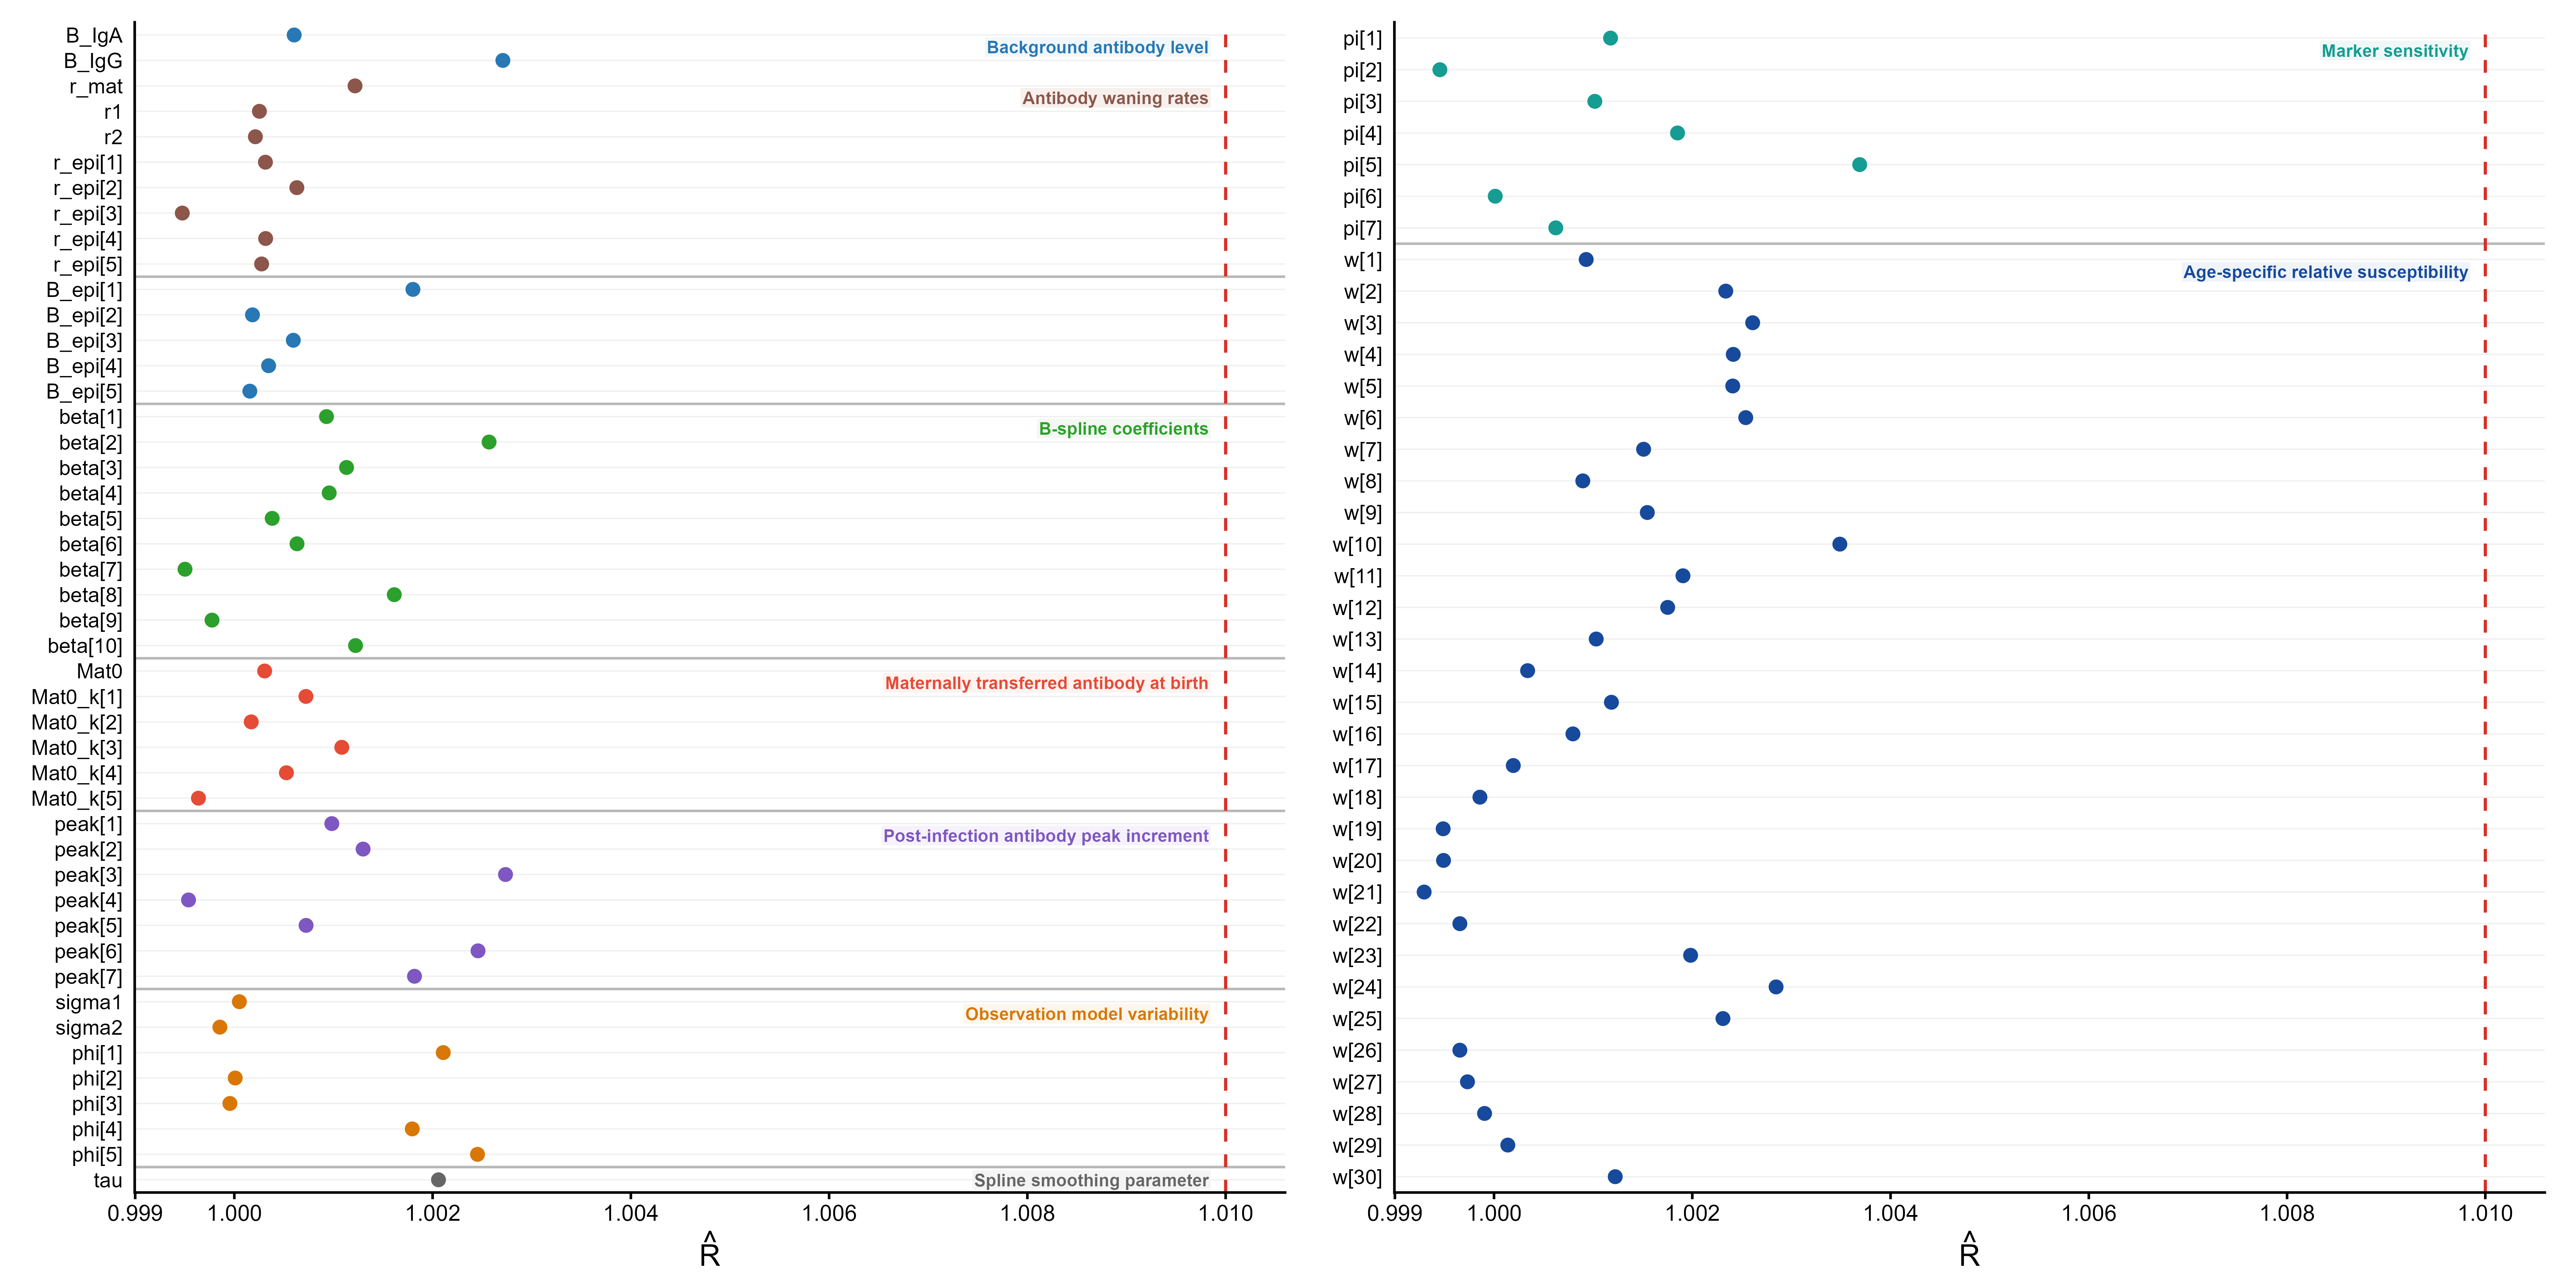 B_IgA
Background antibody level
B_IgG
r_mat
Antibody waning rates
r1
r2
r_epi[1]
r_epi[2]
r_epi[3]
r_epi[4]
r_epi[5]
B_epi[1]
B_epi[2]
B_epi[3]
B_epi[4]
B_epi[5]
beta[1]
B-spline coefficients
beta[2]
beta[3]
beta[4]
beta[5]
beta[6]
beta[7]
beta[8]
beta[9]
beta[10]
Mat0
Maternally transferred antibody at birth
Mat0_k[1]
Mat0_k[2]
Mat0_k[3]
Mat0_k[4]
Mat0_k[5]
peak[1]
Post-infection antibody peak increment
peak[2]
peak[3]
peak[4]
peak[5]
peak[6]
peak[7]
sigma1
Observation model variability
sigma2
phi[1]
phi[2]
phi[3]
phi[4]
phi[5]
tau
Spline smoothing parameter
0.999 1.000 1.002 1.004 1.006 1.008 1.010
R̂
pi[1]
Marker sensitivity
pi[2]
pi[3]
pi[4]
pi[5]
pi[6]
pi[7]
w[1]
Age-specific relative susceptibility
w[2]
w[3]
w[4]
w[5]
w[6]
w[7]
w[8]
w[9]
w[10]
w[11]
w[12]
w[13]
w[14]
w[15]
w[16]
w[17]
w[18]
w[19]
w[20]
w[21]
w[22]
w[23]
w[24]
w[25]
w[26]
w[27]
w[28]
w[29]
w[30]
0.999 1.000 1.002 1.004 1.006 1.008 1.010
R̂